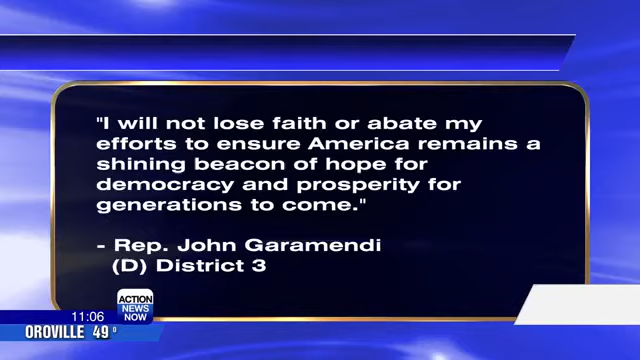 "I will not lose faith or abate my
efforts to ensure America remains a
shining beacon of hope for
democracy and prosperity for
generations to come."
- Rep. John Garamendi
(D) District 3
11:06
ACTION
NEWS
NOW
OROVILLE 49°